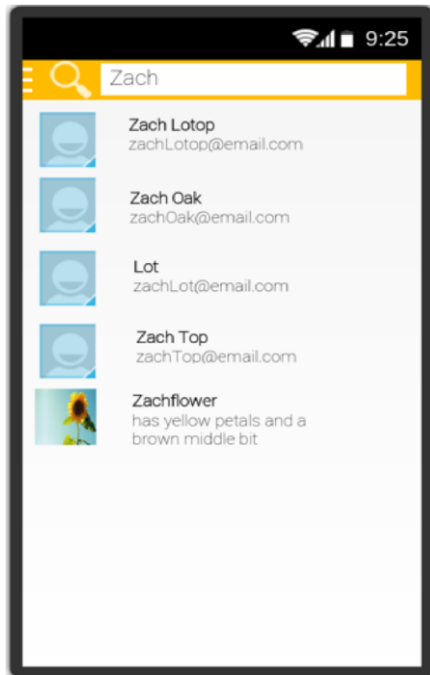 9:25
Zach
Zach Lotop
zachLotop@email.com
Zach Oak
zachOak@email.com
Lot
zachLot@email.com
Zach Top
zachTop@email.com
Zachflower
has yellow petals and a
brown middle bit